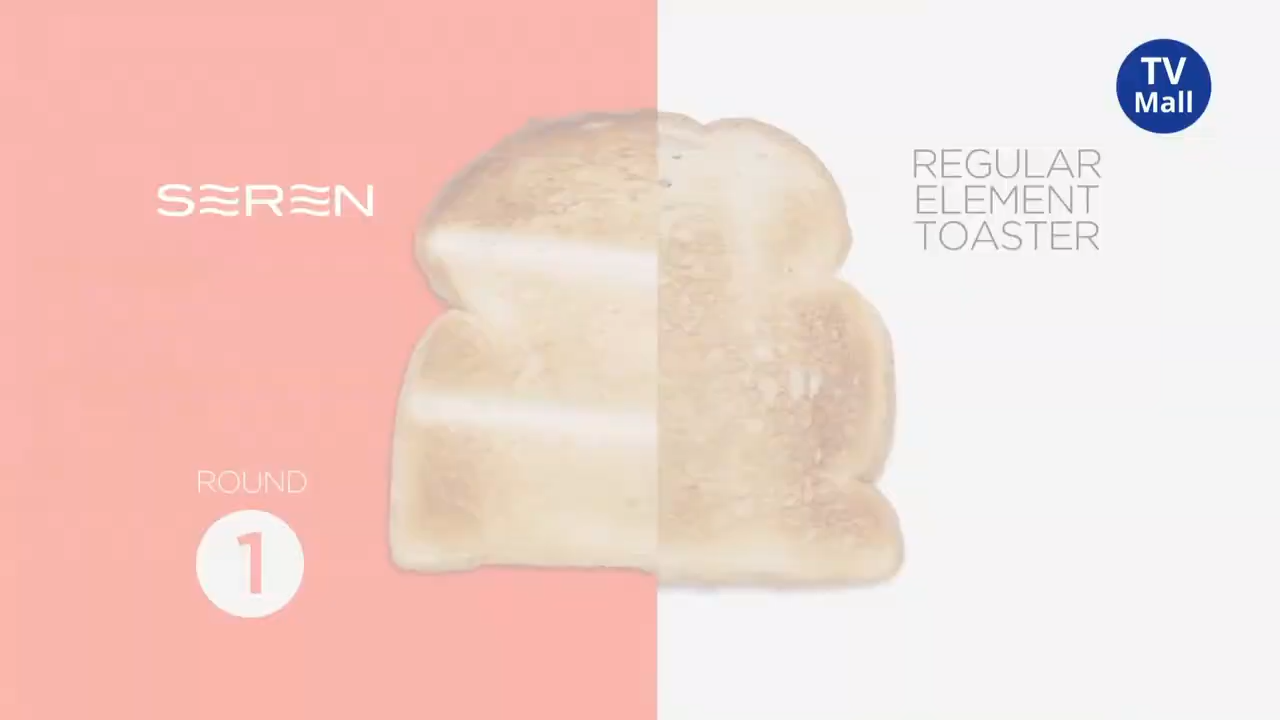 TV
Mall
SEREN
REGULAR
ELEMENT
TOASTER
ROUND
1